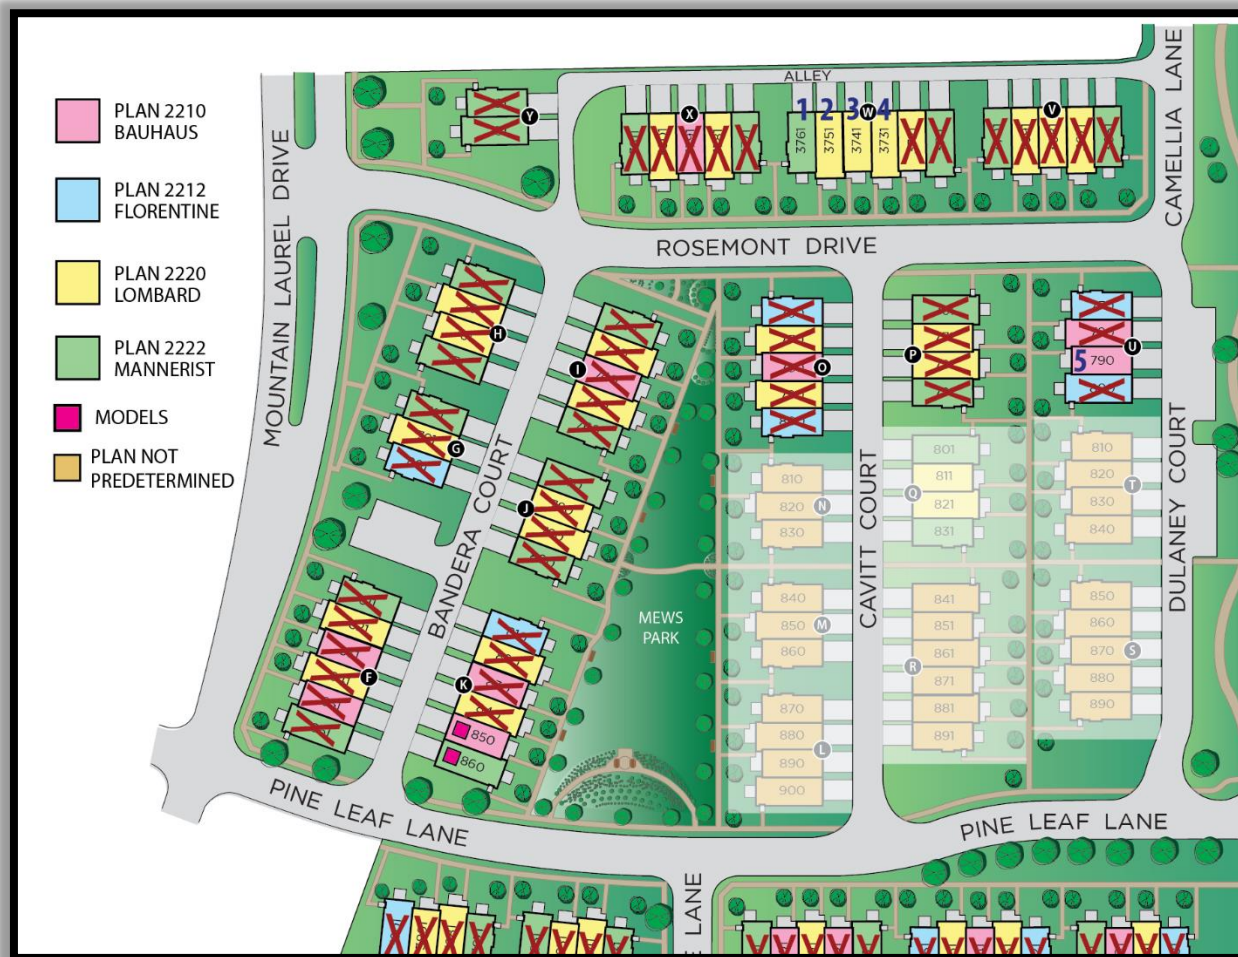 PLAN 2210
BAUHAUS
PLAN 2212
FLORENTINE
PLAN 2220
LOMBARD
PLAN 2222
MANNERIST
MODELS
PLAN NOT
PREDETERMINED
ALLEY
CAMELLIA LANE
MOUNTAIN LAUREL DRIVE
Y
X
1 2 3 W 4
3761
3751
3741
3731
V
ROSEMONT DRIVE
H
I
O
P
U
5 790
G
J
BANDERA COURT
CAVITT COURT
DULANEY COURT
810
820 N
830
801
811
Q
821
831
810
820
T
830
840
F
K
850
860
MEWS
PARK
840
850 M
860
841
851
861
R
871
881
891
850
860
870 S
880
890
870
880
L
890
900
PINE LEAF LANE
PINE LEAF LANE
LANE